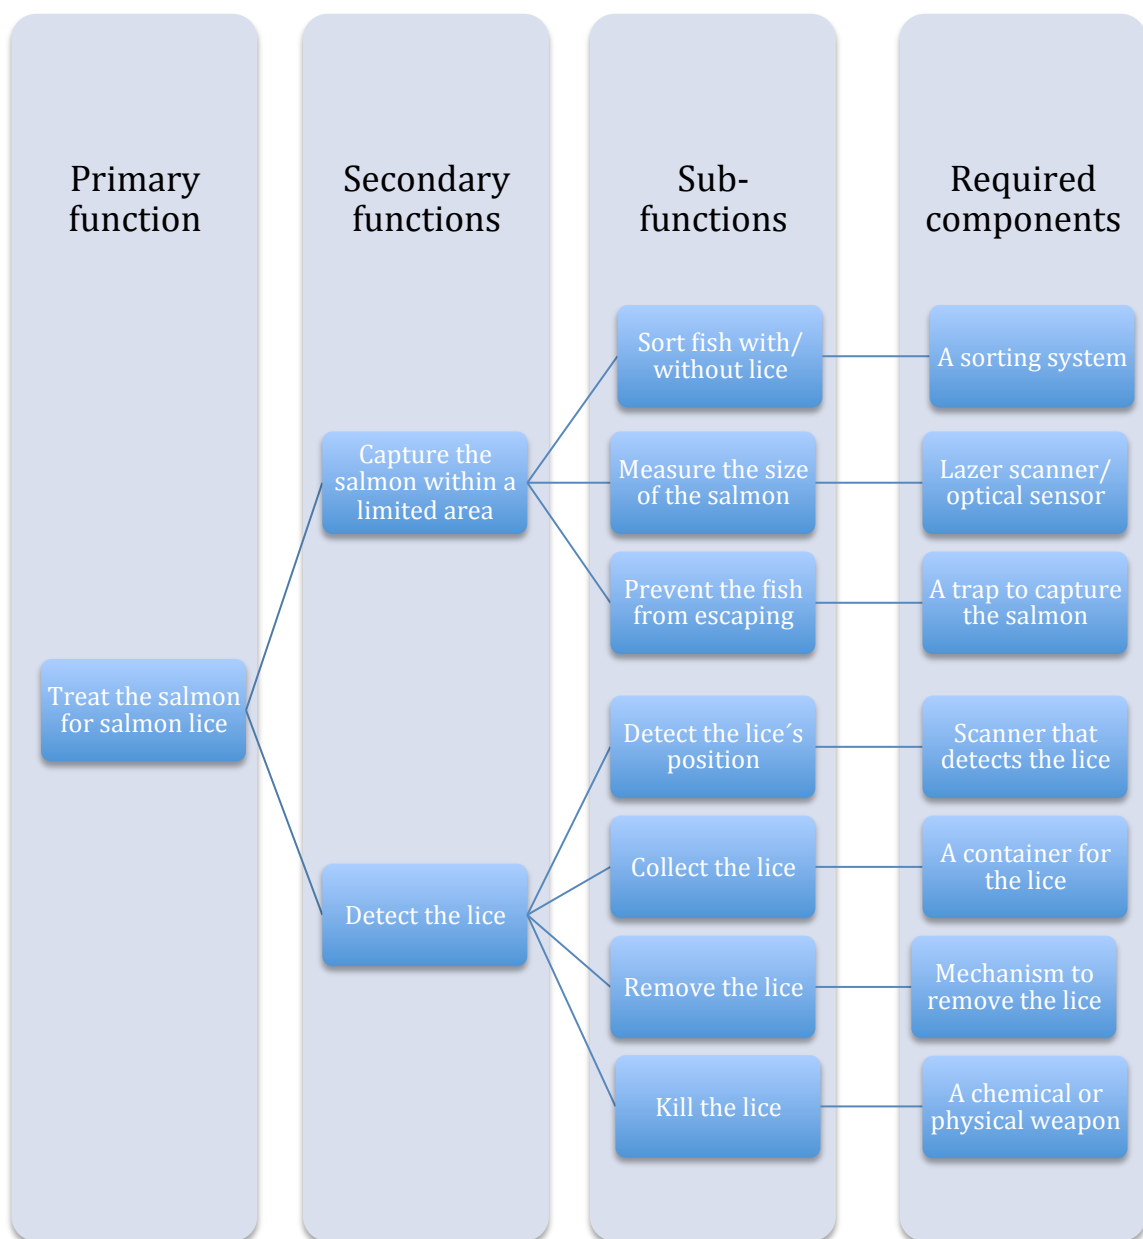 Primary
function
Secondary
functions
Sub-
functions
Required
components
Treat the salmon
for salmon lice
Capture the
salmon within a
limited area
Detect the lice
Sort fish with/
without lice
Measure the size
of the salmon
Prevent the fish
from escaping
Detect the lice´s
position
Collect the lice
Remove the lice
Kill the lice
A sorting system
Lazer scanner/
optical sensor
A trap to capture
the salmon
Scanner that
detects the lice
A container for
the lice
Mechanism to
remove the lice
A chemical or
physical weapon